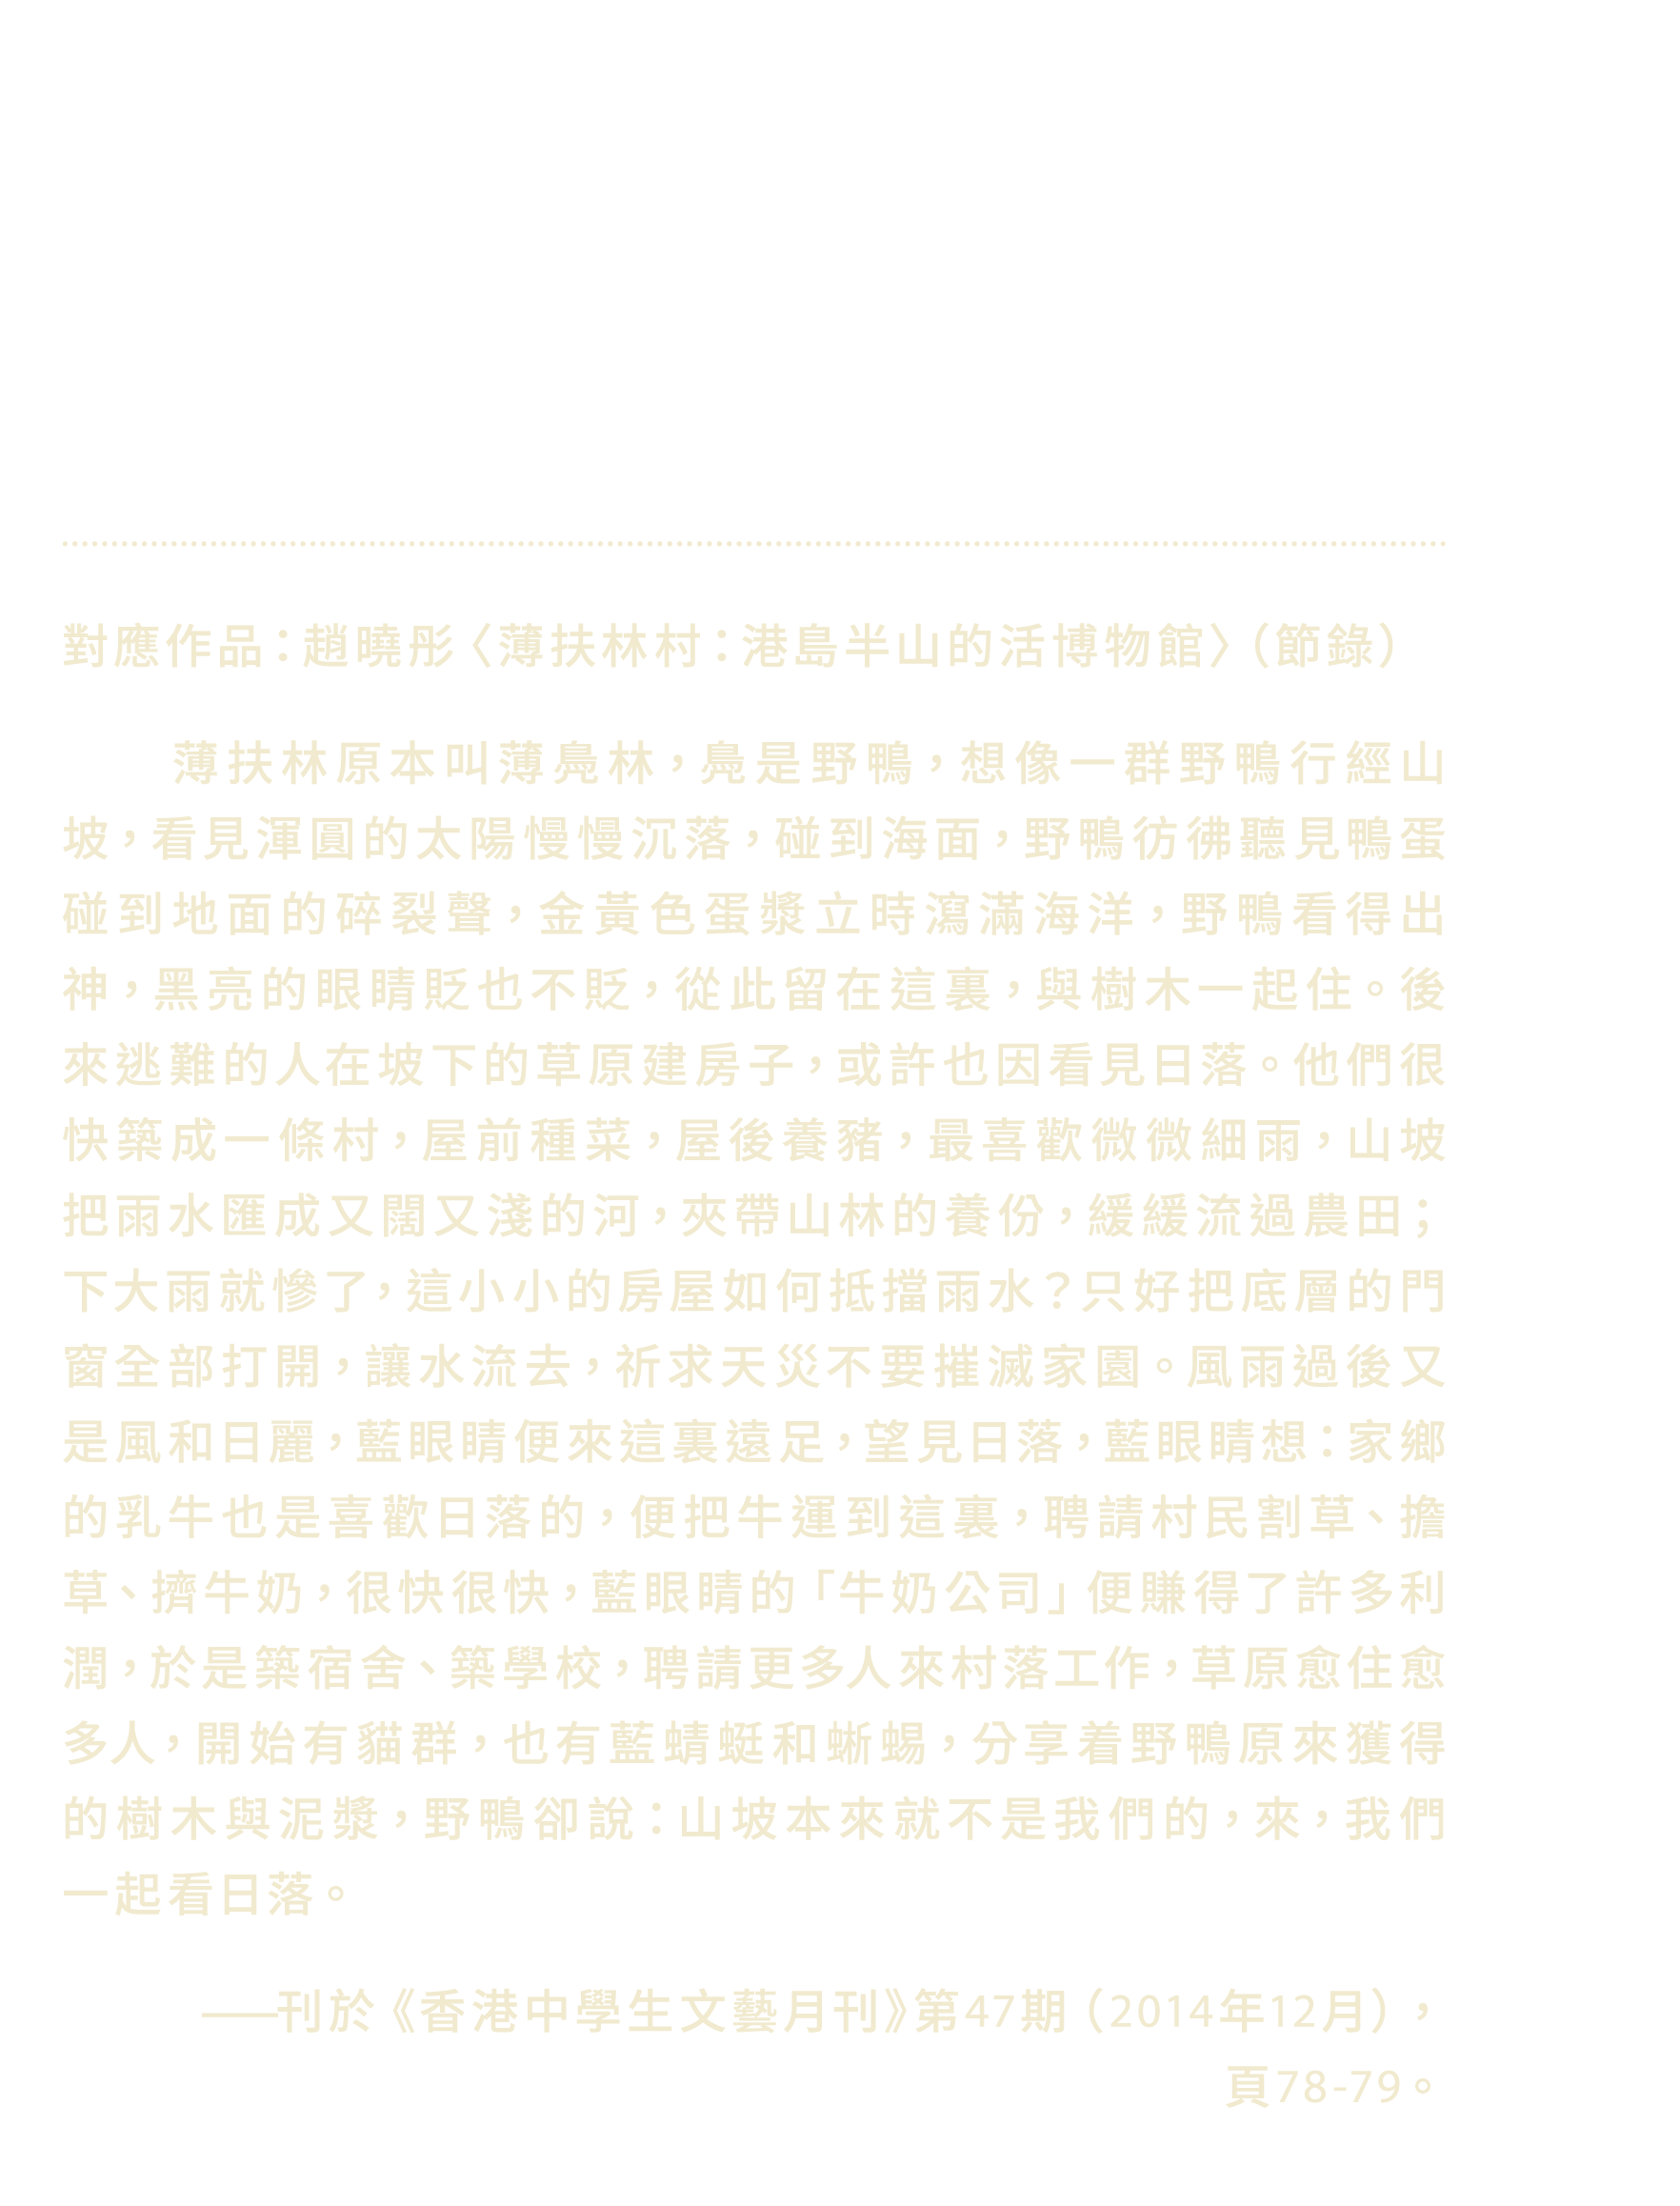 對應作品：趙曉彤〈薄扶林村：港島半山的活博物館〉（節錄）
薄扶林原本叫薄鳧林，鳧是野鴨，想像一群野鴨行經山
坡，看見渾圓的太陽慢慢沉落，碰到海面，野鴨彷彿聽見鴨蛋
碰到地面的碎裂聲，金黃色蛋漿立時瀉滿海洋，野鴨看得出
神，黑亮的眼睛眨也不眨，從此留在這裏，與樹木一起住。後
來逃難的人在坡下的草原建房子，或許也因看見日落。他們很
快築成一條村，屋前種菜，屋後養豬，最喜歡微微細雨，山坡
把雨水匯成又闊又淺的河，夾帶山林的養份，緩緩流過農田；
下大雨就慘了，這小小的房屋如何抵擋雨水？只好把底層的門
窗全部打開，讓水流去，祈求天災不要摧滅家園。風雨過後又
是風和日麗，藍眼睛便來這裏遠足，望見日落，藍眼睛想：家鄉
的乳牛也是喜歡日落的，便把牛運到這裏，聘請村民割草、擔
草、擠牛奶，很快很快，藍眼睛的「牛奶公司」便賺得了許多利
潤，於是築宿舍、築學校，聘請更多人來村落工作，草原愈住愈
多人，開始有貓群，也有藍蜻蜓和蜥蜴，分享着野鴨原來獲得
的樹木與泥漿，野鴨卻說：山坡本來就不是我們的，來，我們
一起看日落。
——刊於《香港中學生文藝月刊》第47期（2014年12月），
頁78-79。